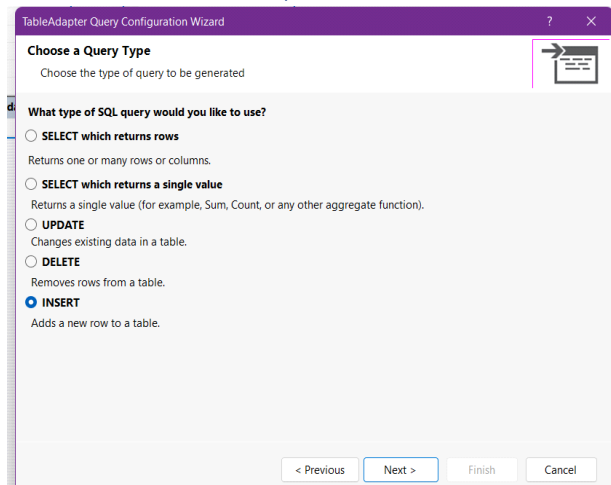 TableAdapter Query Configuration Wizard
Choose a Query Type
Choose the type of query to be generated
What type of SQL query would you like to use?
SELECT which returns rows
Returns one or many rows or columns.
SELECT which returns a single value
Returns a single value (for example, Sum, Count, or any other aggregate function).
UPDATE
Changes existing data in a table.
DELETE
Removes rows from a table.
INSERT
Adds a new row to a table.
< Previous Next > Finish Cancel